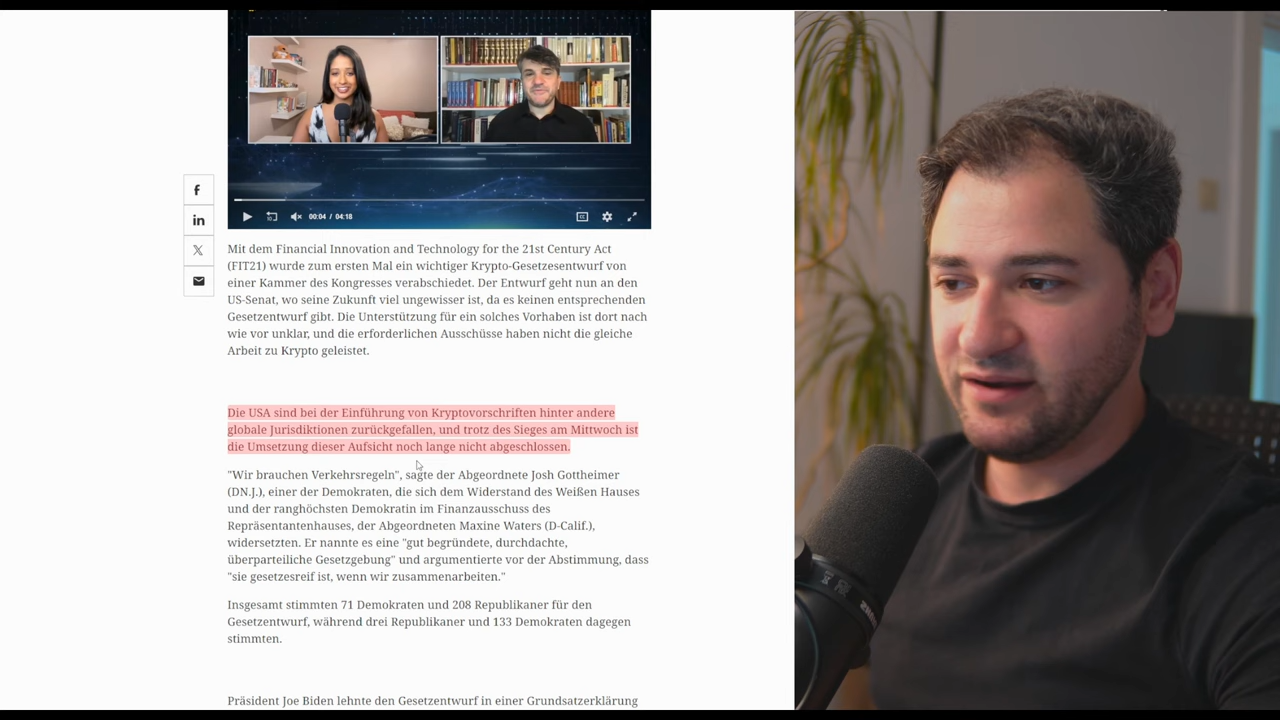 00:04 / 04:18
CC
f
in
X
Mit dem Financial Innovation and Technology for the 21st Century Act
(FIT21) wurde zum ersten Mal ein wichtiger Krypto-Gesetzesentwurf von
einer Kammer des Kongresses verabschiedet. Der Entwurf geht nun an den
US-Senat, wo seine Zukunft viel ungewisser ist, da es keinen entsprechenden
Gesetzentwurf gibt. Die Unterstützung für ein solches Vorhaben ist dort nach
wie vor unklar, und die erforderlichen Ausschüsse haben nicht die gleiche
Arbeit zu Krypto geleistet.
Die USA sind bei der Einführung von Kryptovorschriften hinter andere
globale Jurisdiktionen zurückgefallen, und trotz des Sieges am Mittwoch ist
die Umsetzung dieser Aufsicht noch lange nicht abgeschlossen.
"Wir brauchen Verkehrsregeln", sagte der Abgeordnete Josh Gottheimer
(DN.J.), einer der Demokraten, die sich dem Widerstand des Weißen Hauses
und der ranghöchsten Demokratin im Finanzausschuss des
Repräsentantenhauses, der Abgeordneten Maxine Waters (D-Calif.),
widersetzten. Er nannte es eine "gut begründete, durchdachte,
überparteiliche Gesetzgebung" und argumentierte vor der Abstimmung, dass
"sie gesetzesreif ist, wenn wir zusammenarbeiten."
Insgesamt stimmten 71 Demokraten und 208 Republikaner für den
Gesetzentwurf, während drei Republikaner und 133 Demokraten dagegen
stimmten.
Präsident Joe Biden lehnte den Gesetzentwurf in einer Grundsatzerklärung